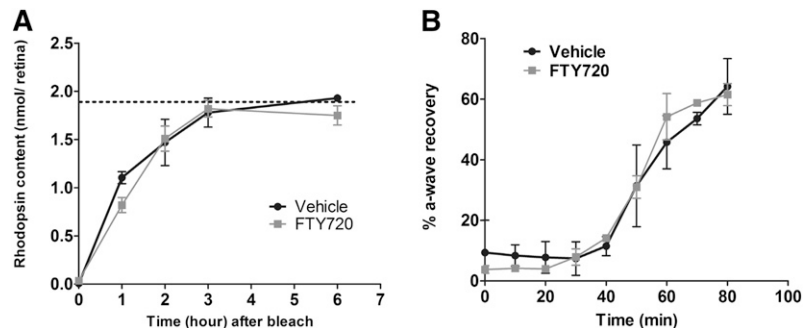 A
Rhodopsin content (nmol/ retina)
2.5
2.0
1.5
1.0
0.5
0.0
0 1 2 3 4 5 6 7
Time (hour) after bleach
Vehicle
FTY720
B
% a-wave recovery
80
60
40
20
0
0 20 40 60 80 100
Time (min)
Vehicle
FTY720